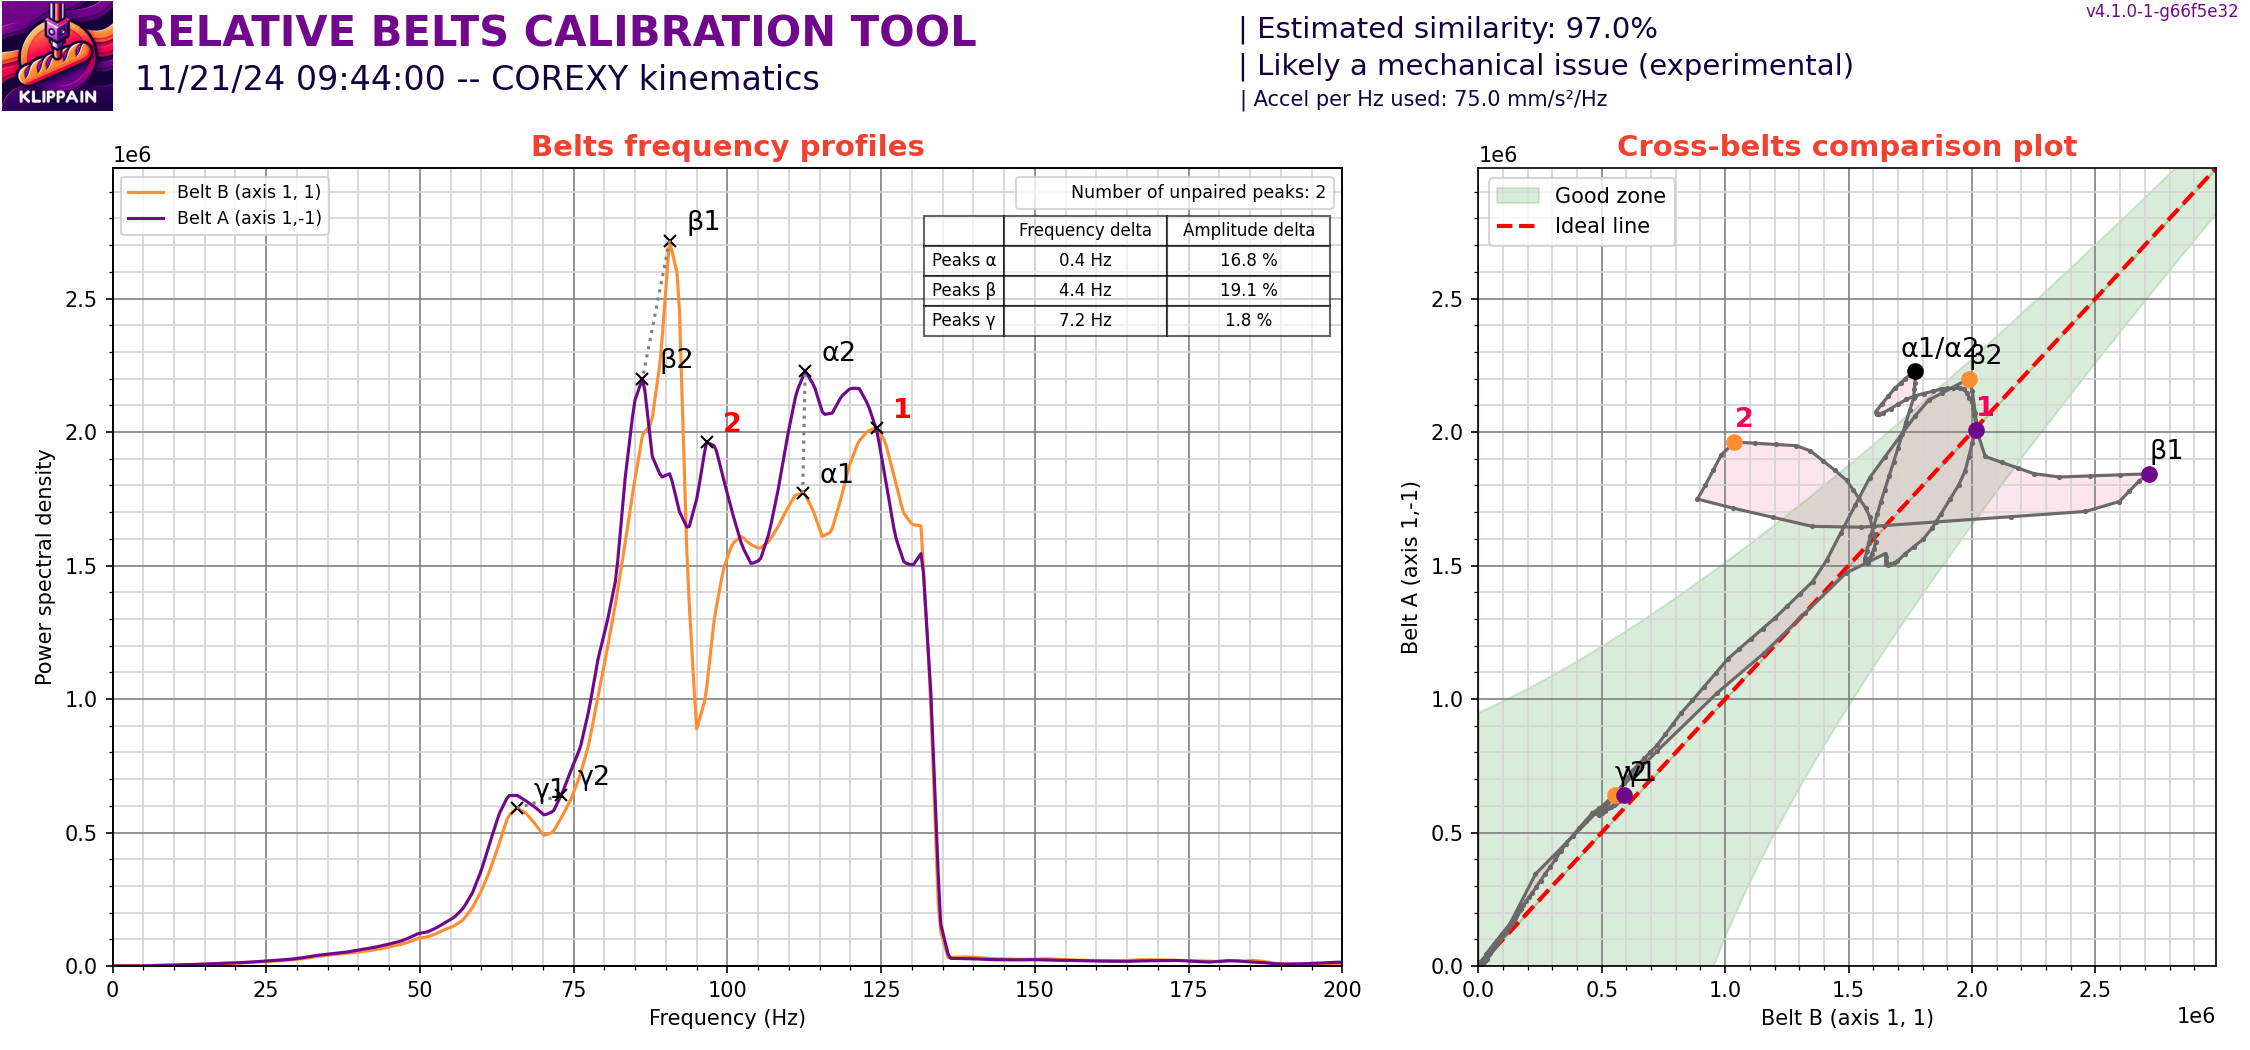 KLIPPAIN
RELATIVE BELTS CALIBRATION TOOL
11/21/24 09:44:00 -- COREXY kinematics
| Estimated similarity: 97.0%
| Likely a mechanical issue (experimental)
| Accel per Hz used: 75.0 mm/s²/Hz
v4.1.0-1-g66f5e32
Belts frequency profiles
1e6
Belt B (axis 1, 1)
Belt A (axis 1,-1)
Number of unpaired peaks: 2
Frequency delta Amplitude delta
Peaks α 0.4 Hz 16.8 %
Peaks β 4.4 Hz 19.1 %
Peaks γ 7.2 Hz 1.8 %
β1
β2
α2
2
1
α1
γ1
γ2
2.5
2.0
1.5
1.0
0.5
0.0
Power spectral density
0 25 50 75 100 125 150 175 200
Frequency (Hz)
Cross-belts comparison plot
1e6
Good zone
Ideal line
α1/α2
β2
2
1
β1
γ2
γ1
2.5
2.0
1.5
1.0
0.5
0.0
Belt A (axis 1,-1)
0.0 0.5 1.0 1.5 2.0 2.5
Belt B (axis 1, 1)
1e6